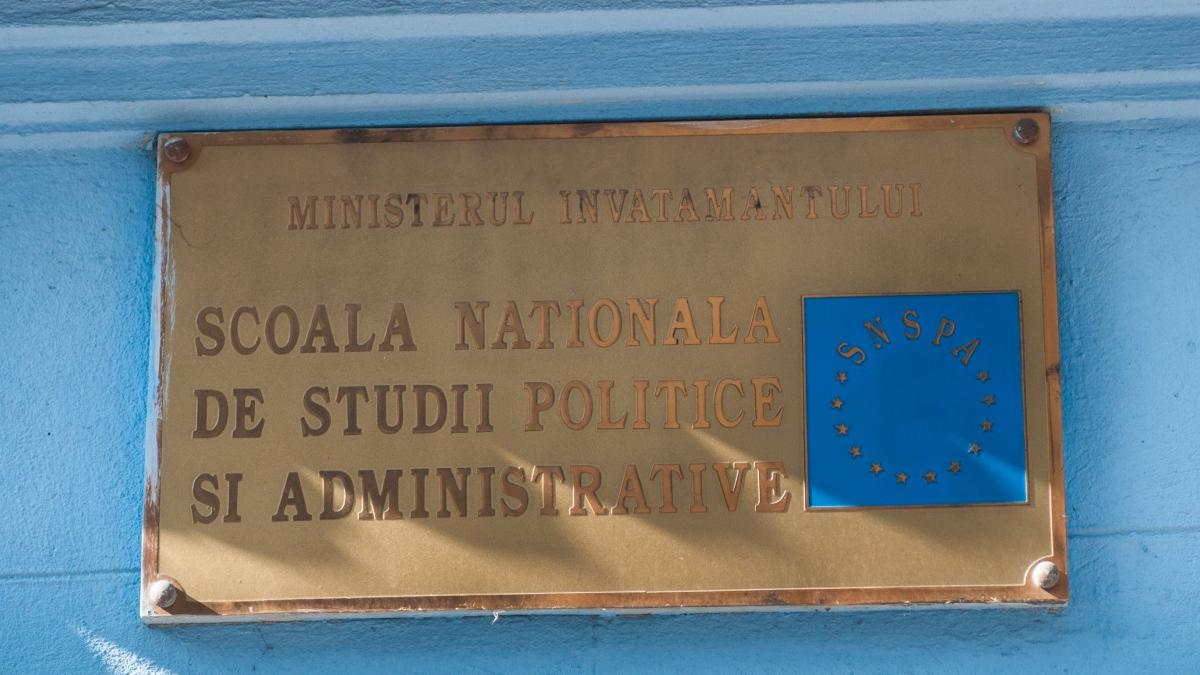 MINISTERUL INVATAMANTULUI
SCOALA NATIONALA
DE STUDII POLITICE
SI ADMINISTRATIVE
SNSPA